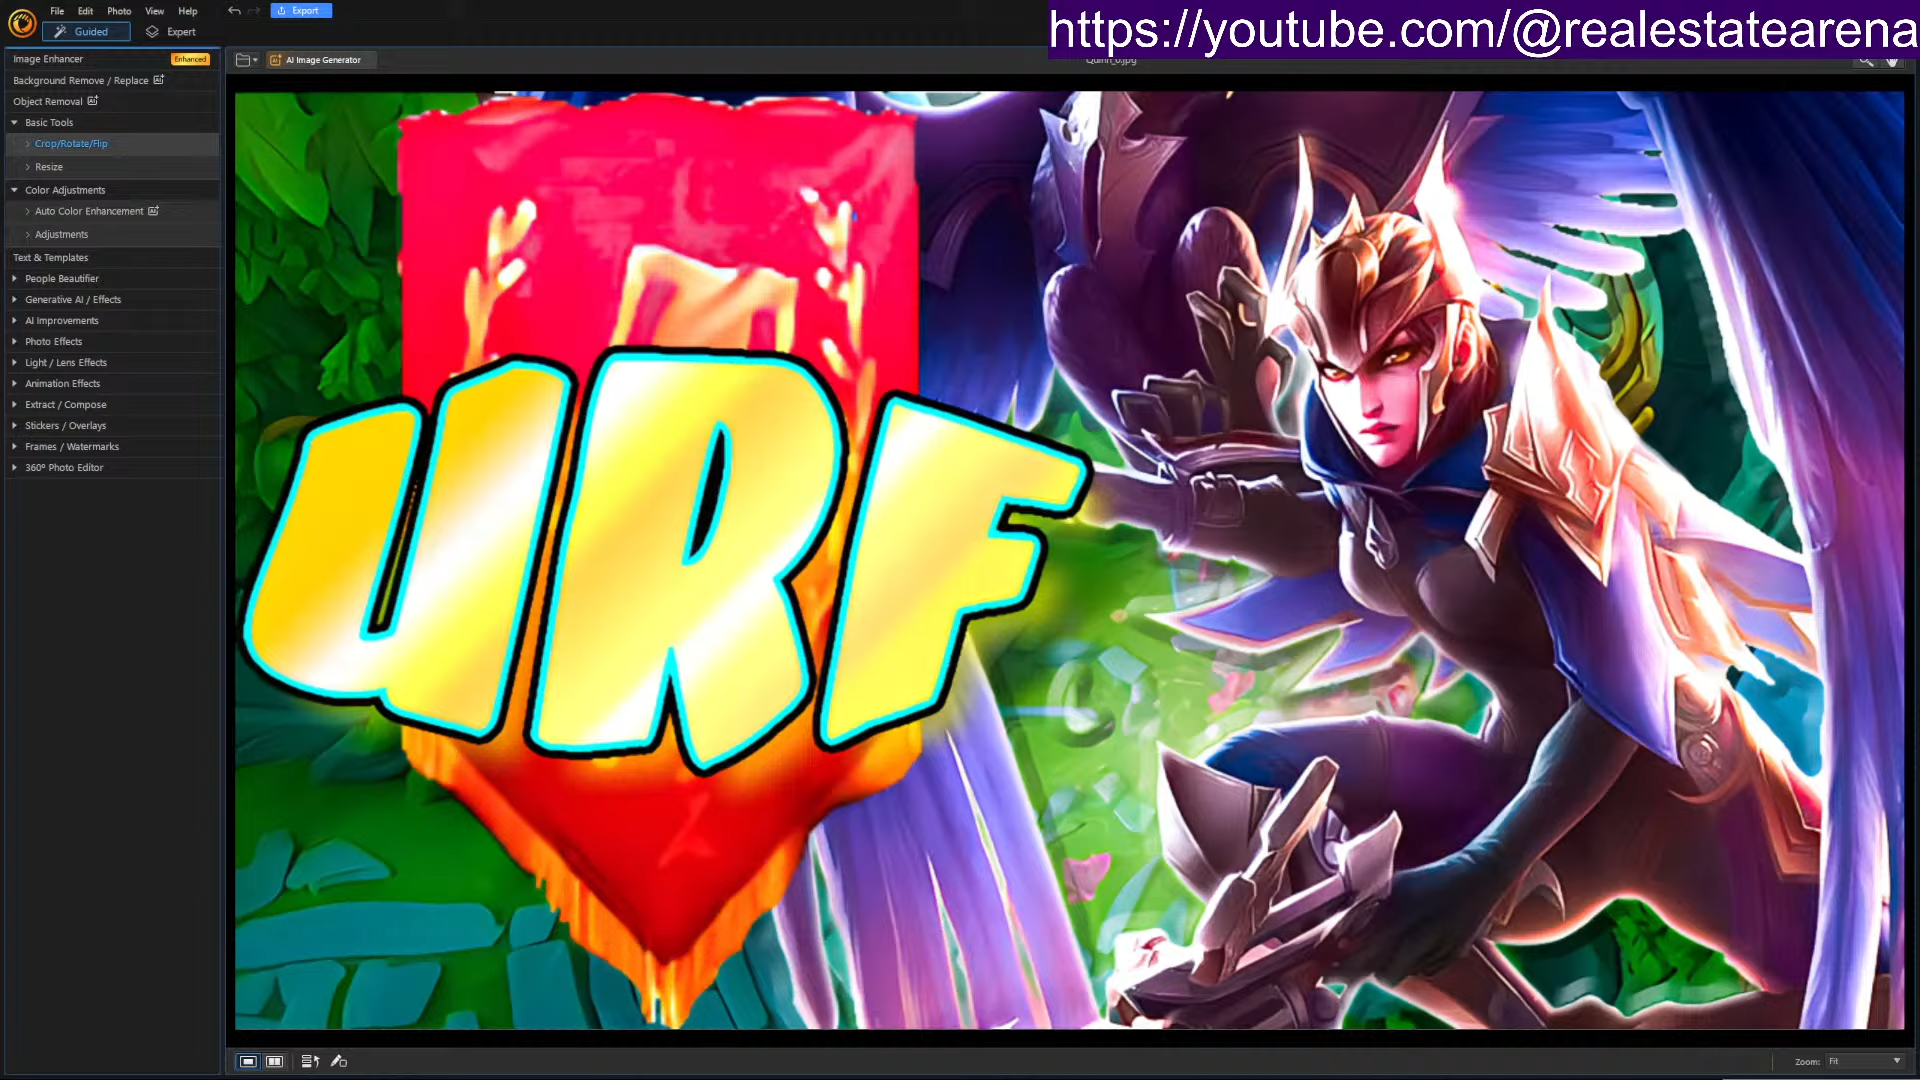 File Edit Photo View Help
Export
https://youtube.com/@realestatearena
Guided
Expert
Image Enhancer
Enhanced
AI Image Generator
Quinn_0.jpg
Background Remove / Replace
Object Removal
Basic Tools
Crop/Rotate/Flip
Resize
Color Adjustments
Auto Color Enhancement
Adjustments
Text & Templates
People Beautifier
Generative AI / Effects
AI Improvements
Photo Effects
Light / Lens Effects
Animation Effects
Extract / Compose
Stickers / Overlays
Frames / Watermarks
360º Photo Editor
URF
Zoom: Fit